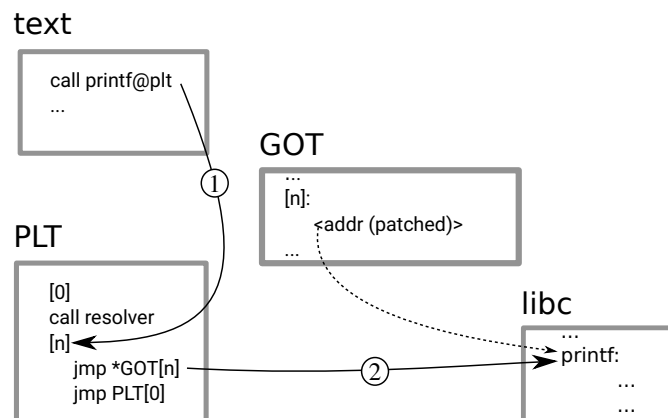 text
call printf@plt
...
1
GOT
...
[n]:
<addr (patched)>
...
PLT
[0]
call resolver
[n]
jmp *GOT[n]
jmp PLT[0]
2
libc
...
printf:
...
...